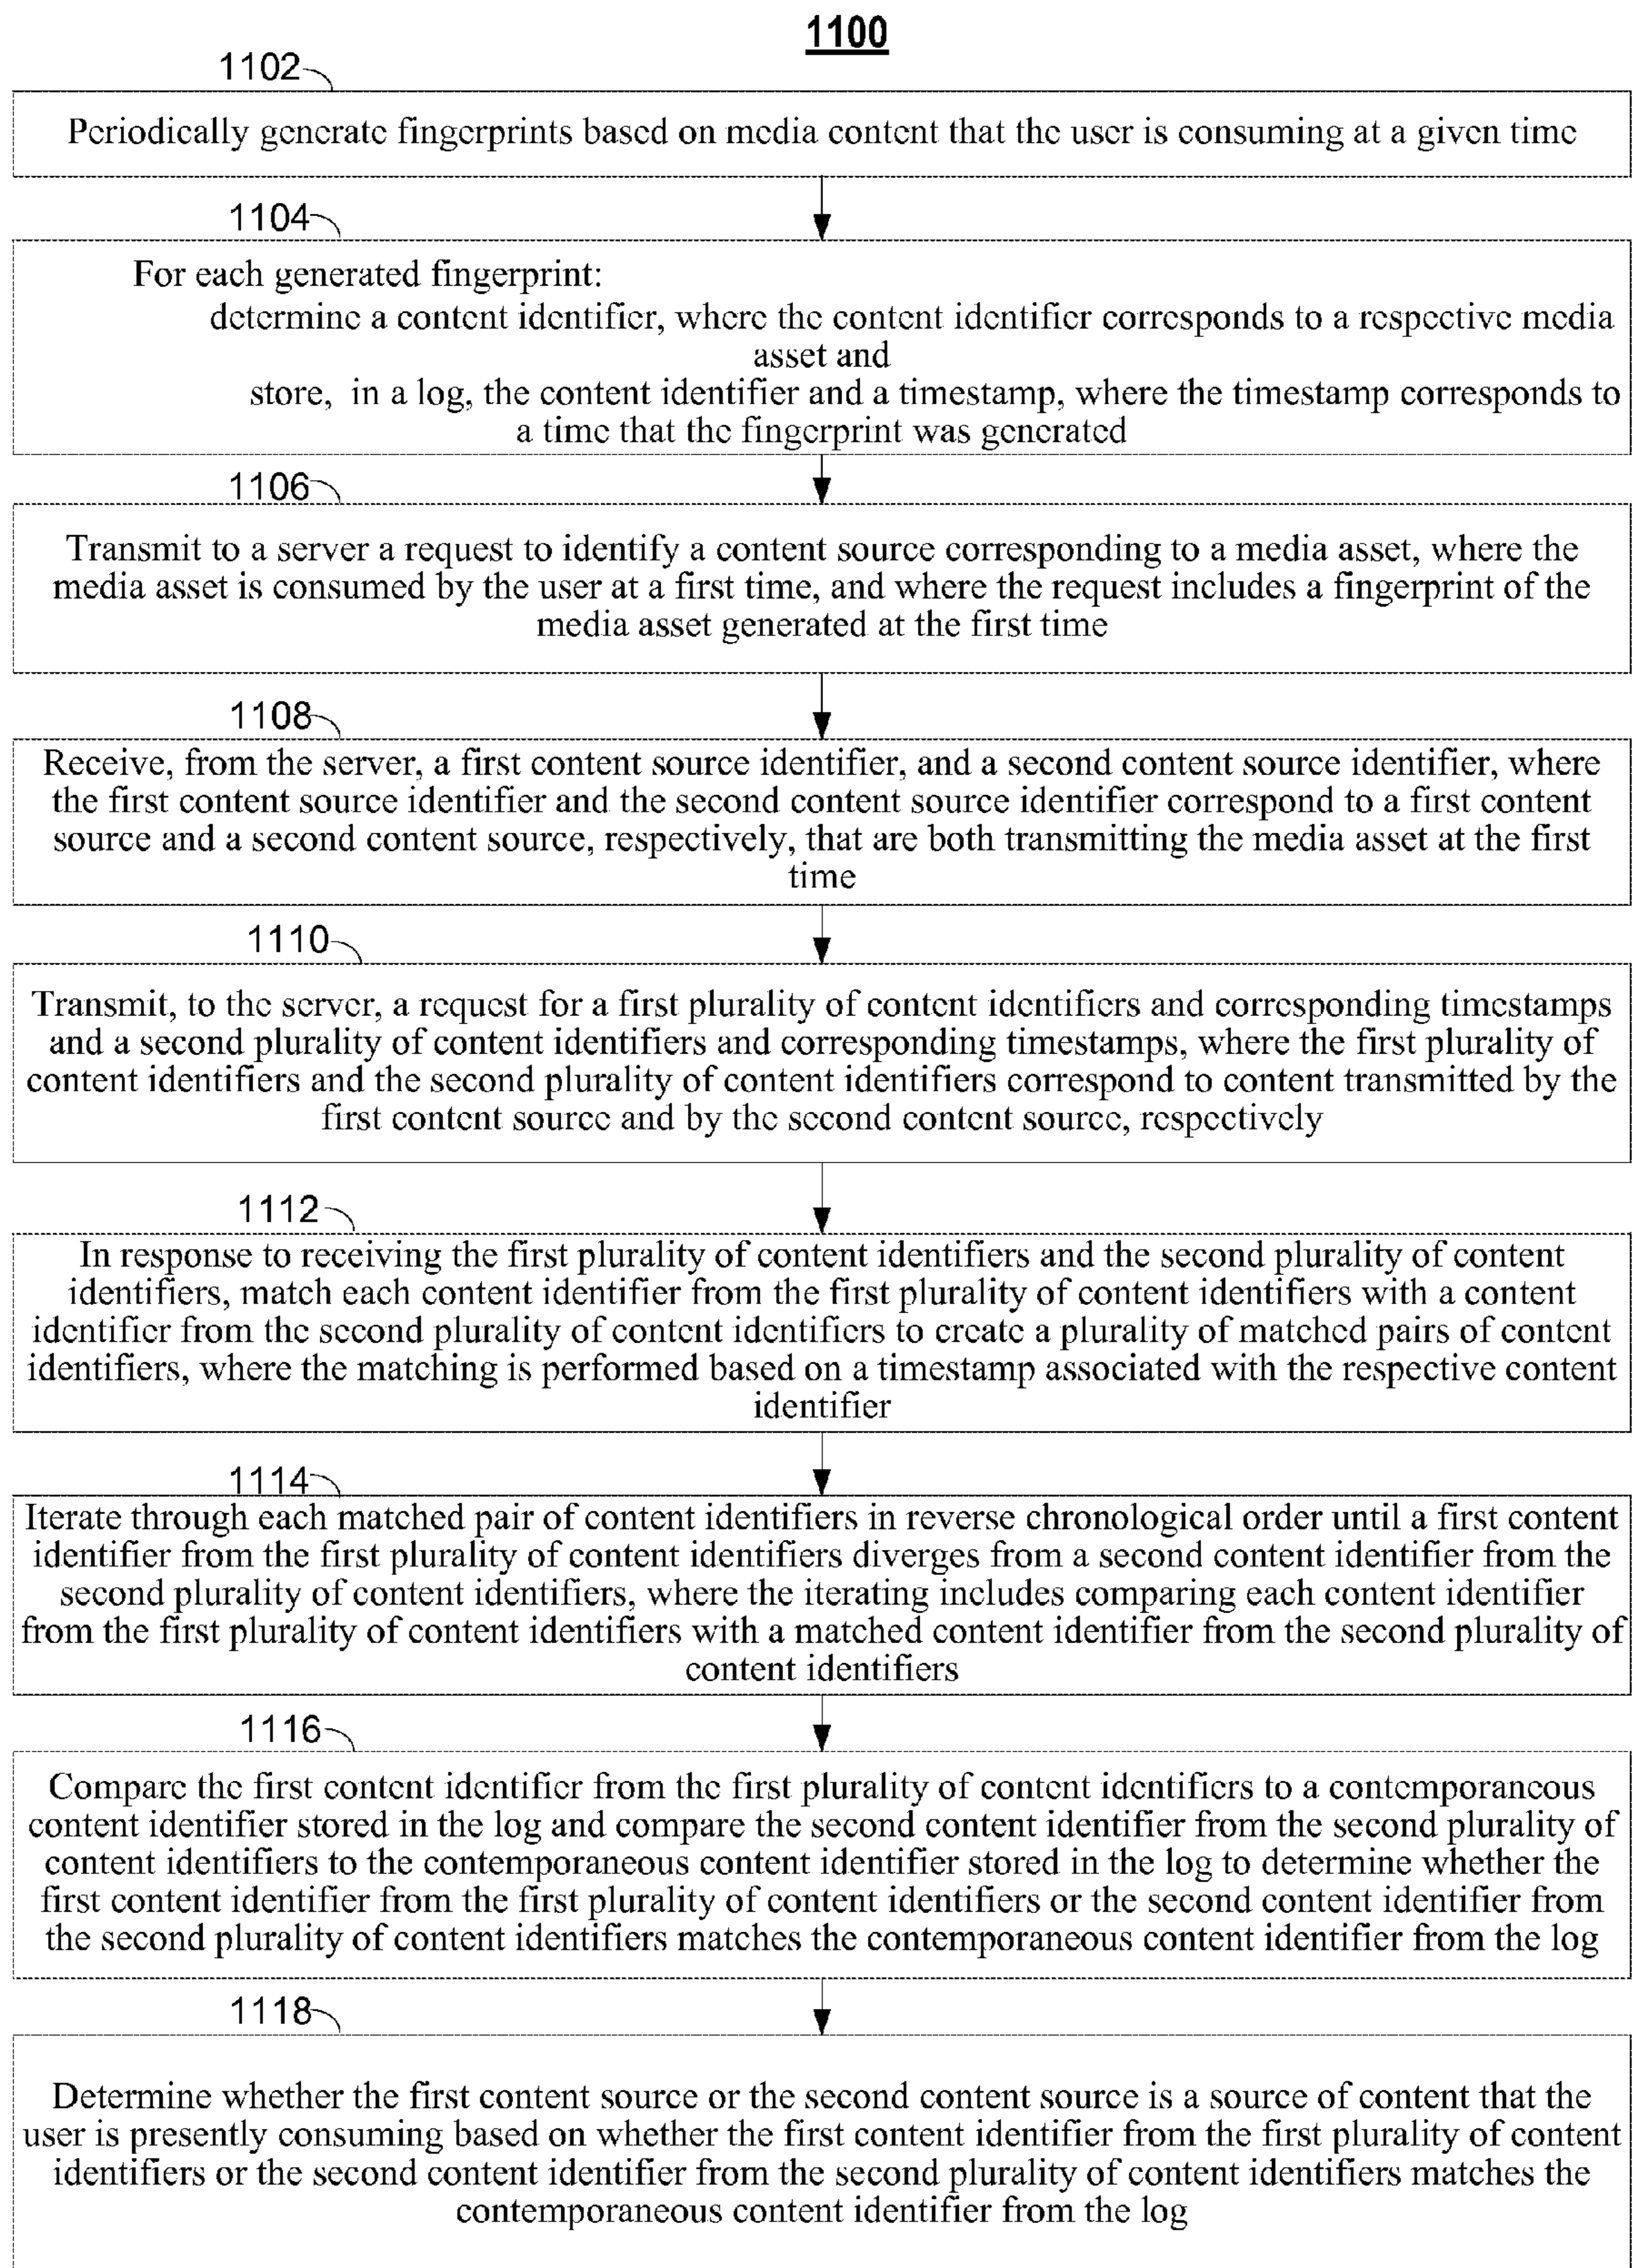 1100
1102
Periodically generate fingerprints based on media content that the user is consuming at a given time
1104
For each generated fingerprint:
determine a content identifier, where the content identifier corresponds to a respective media
asset and
store, in a log, the content identifier and a timestamp, where the timestamp corresponds to
a time that the fingerprint was generated
1106
Transmit to a server a request to identify a content source corresponding to a media asset, where the
media asset is consumed by the user at a first time, and where the request includes a fingerprint of the
media asset generated at the first time
1108
Receive, from the server, a first content source identifier, and a second content source identifier, where
the first content source identifier and the second content source identifier correspond to a first content
source and a second content source, respectively, that are both transmitting the media asset at the first
time
1110
Transmit, to the server, a request for a first plurality of content identifiers and corresponding timestamps
and a second plurality of content identifiers and corresponding timestamps, where the first plurality of
content identifiers and the second plurality of content identifiers correspond to content transmitted by the
first content source and by the second content source, respectively
1112
In response to receiving the first plurality of content identifiers and the second plurality of content
identifiers, match each content identifier from the first plurality of content identifiers with a content
identifier from the second plurality of content identifiers to create a plurality of matched pairs of content
identifiers, where the matching is performed based on a timestamp associated with the respective content
identifier
1114
Iterate through each matched pair of content identifiers in reverse chronological order until a first content
identifier from the first plurality of content identifiers diverges from a second content identifier from the
second plurality of content identifiers, where the iterating includes comparing each content identifier
from the first plurality of content identifiers with a matched content identifier from the second plurality of
content identifiers
1116
Compare the first content identifier from the first plurality of content identifiers to a contemporaneous
content identifier stored in the log and compare the second content identifier from the second plurality of
content identifiers to the contemporaneous content identifier stored in the log to determine whether the
first content identifier from the first plurality of content identifiers or the second content identifier from
the second plurality of content identifiers matches the contemporaneous content identifier from the log
1118
Determine whether the first content source or the second content source is a source of content that the
user is presently consuming based on whether the first content identifier from the first plurality of content
identifiers or the second content identifier from the second plurality of content identifiers matches the
contemporaneous content identifier from the log